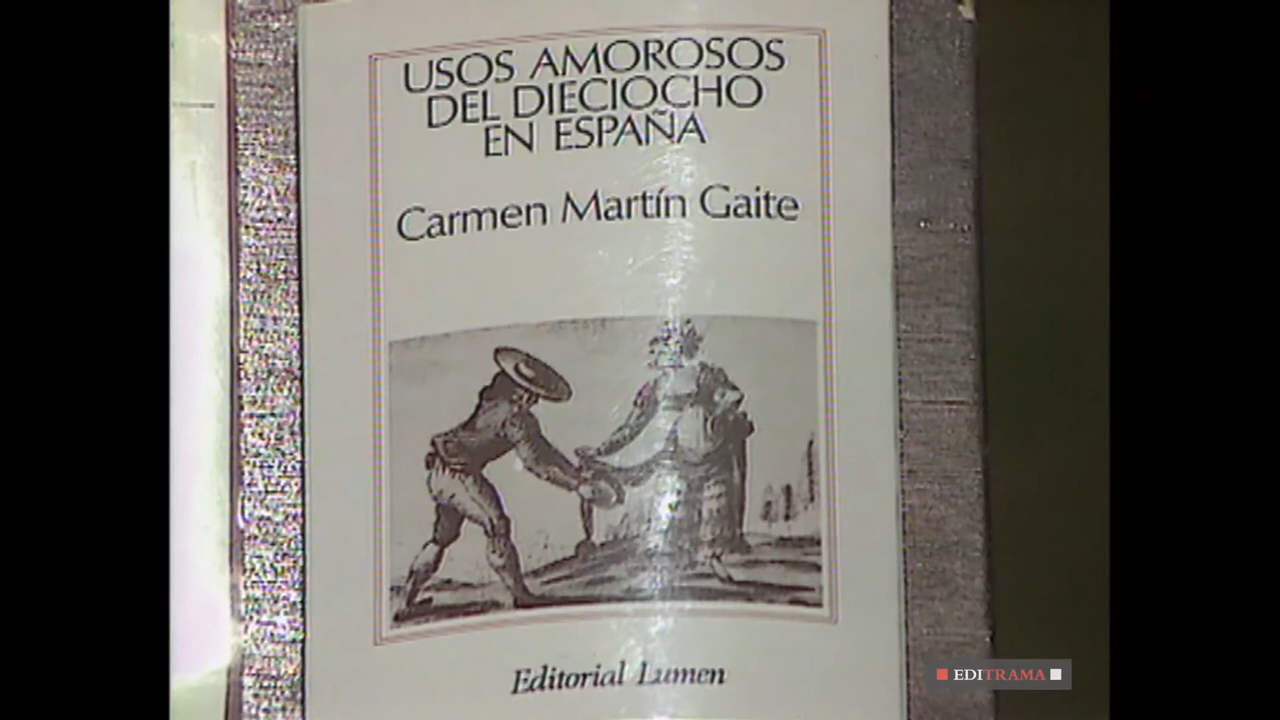 USOS AMOROSOS
DEL DIECIOCHO
EN ESPAÑA
Carmen Martín Gaite
Editorial Lumen
EDITRAMA